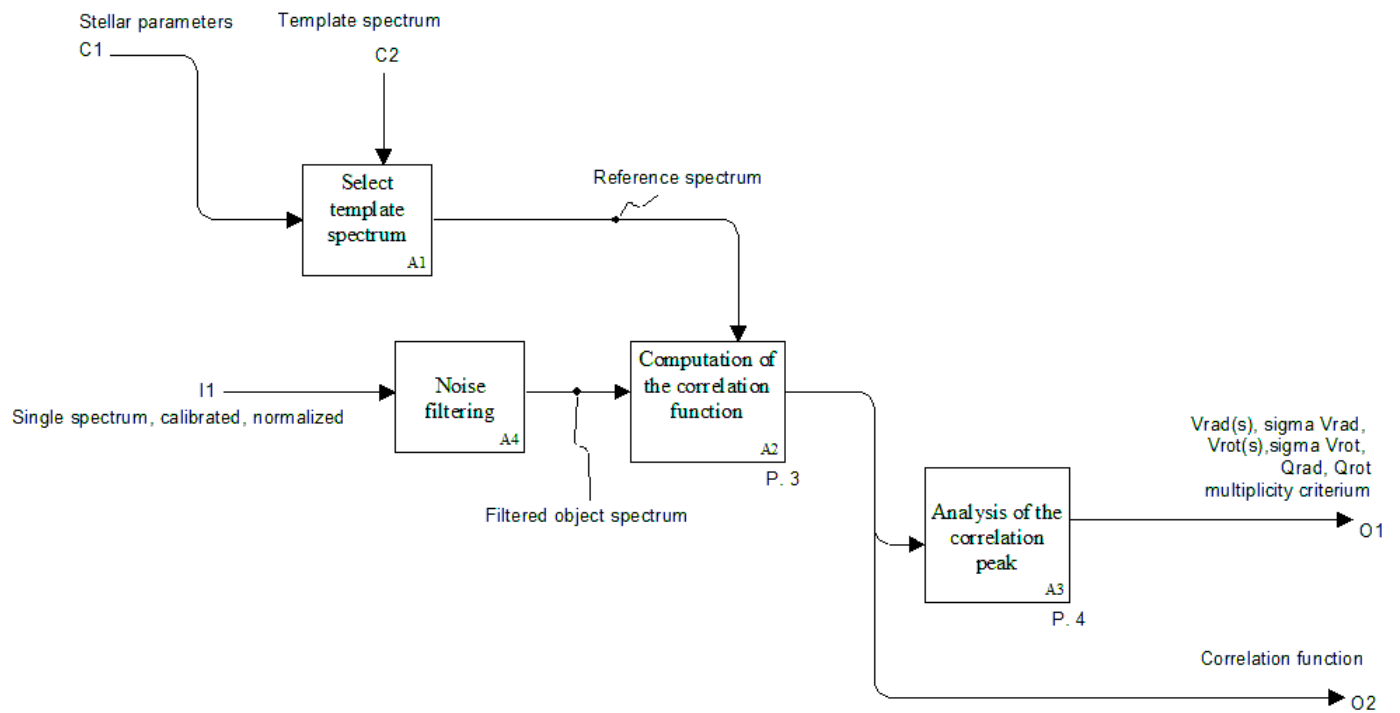 Stellar parameters
C1
Template spectrum
C2
Select
template
spectrum
A1
Reference spectrum
I1
Single spectrum, calibrated, normalized
Noise
filtering
A4
Filtered object spectrum
Computation of
the correlation
function
A2
P. 3
Analysis of the
correlation
peak
A3
P. 4
Vrad(s), sigma Vrad,
Vrot(s),sigma Vrot,
Qrad, Qrot
multiplicity criterium
O1
Correlation function
O2